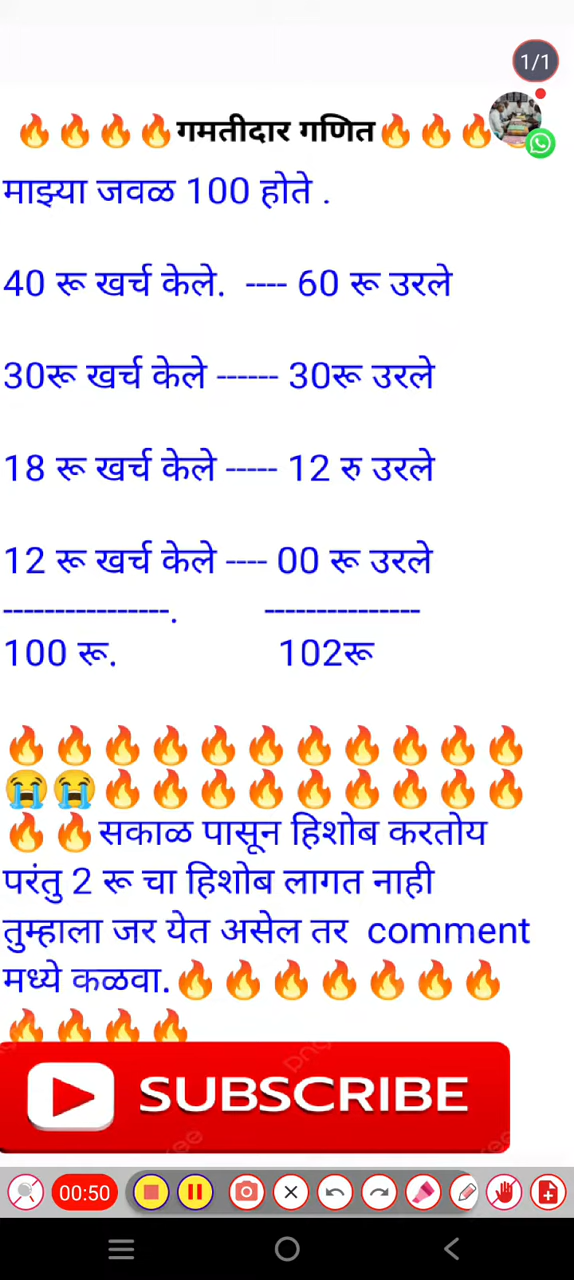 1/1
🔥🔥🔥🔥गमतीदार गणित🔥🔥🔥🔥
माझ्या जवळ 100 होते .
40 रू खर्च केले. ---- 60 रू उरले
30रू खर्च केले ------ 30रू उरले
18 रू खर्च केले ----- 12 रु उरले
12 रू खर्च केले ---- 00 रू उरले
----------------. ---------------
100 रू. 102रू
🔥🔥🔥🔥🔥🔥🔥🔥🔥🔥🔥
😭😭🔥🔥🔥🔥🔥🔥🔥🔥🔥
🔥🔥सकाळ पासून हिशोब करतोय
परंतु 2 रू चा हिशोब लागत नाही
तुम्हाला जर येत असेल तर comment
मध्ये कळवा.🔥🔥🔥🔥🔥🔥🔥
🔥🔥🔥🔥
SUBSCRIBE
00:50